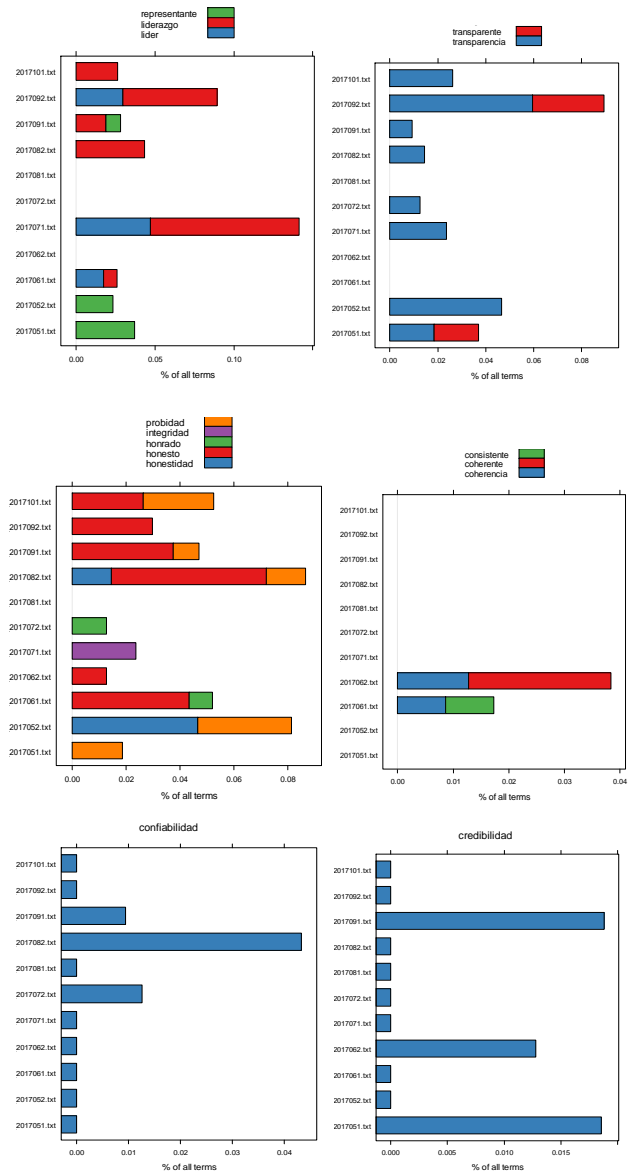 representante
liderazgo
lider
2017101.txt
2017092.txt
2017091.txt
2017082.txt
2017081.txt
2017072.txt
2017071.txt
2017062.txt
2017061.txt
2017052.txt
2017051.txt
0.00 0.05 0.10
% of all terms
transparente
transparencia
2017101.txt
2017092.txt
2017091.txt
2017082.txt
2017081.txt
2017072.txt
2017071.txt
2017062.txt
2017061.txt
2017052.txt
2017051.txt
0.00 0.02 0.04 0.06 0.08
% of all terms
probidad
integridad
honrado
honesto
honestidad
2017101.txt
2017092.txt
2017091.txt
2017082.txt
2017081.txt
2017072.txt
2017071.txt
2017062.txt
2017061.txt
2017052.txt
2017051.txt
0.00 0.02 0.04 0.06 0.08
% of all terms
consistente
coherente
coherencia
2017101.txt
2017092.txt
2017091.txt
2017082.txt
2017081.txt
2017072.txt
2017071.txt
2017062.txt
2017061.txt
2017052.txt
2017051.txt
0.00 0.01 0.02 0.03 0.04
% of all terms
confiabilidad
2017101.txt
2017092.txt
2017091.txt
2017082.txt
2017081.txt
2017072.txt
2017071.txt
2017062.txt
2017061.txt
2017052.txt
2017051.txt
0.00 0.01 0.02 0.03 0.04
% of all terms
credibilidad
2017101.txt
2017092.txt
2017091.txt
2017082.txt
2017081.txt
2017072.txt
2017071.txt
2017062.txt
2017061.txt
2017052.txt
2017051.txt
0.000 0.005 0.010 0.015
% of all terms